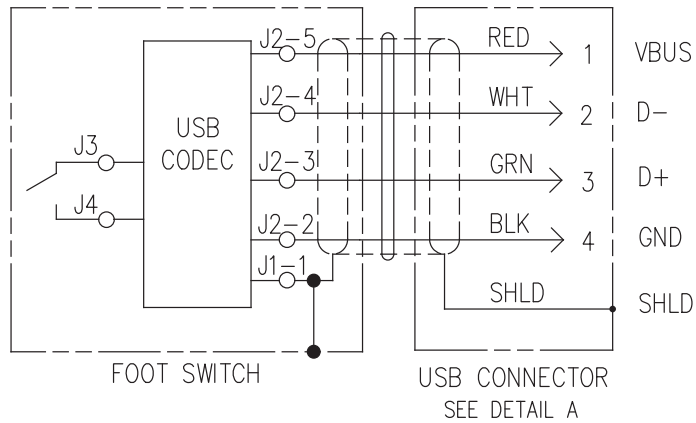 J2-5
RED
1
VBUS
J2-4
WHT
2
D-
USB
CODEC
J3
J2-3
GRN
3
D+
J4
J2-2
BLK
4
GND
J1-1
SHLD
SHLD
FOOT SWITCH
USB CONNECTOR
SEE DETAIL A